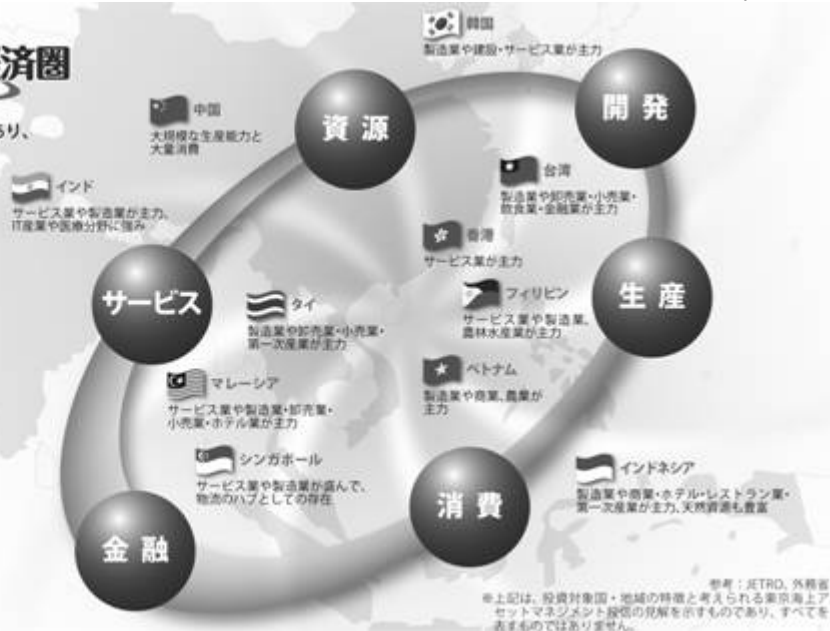 済圏
あり、
韓国
製造業や建設・サービス業が主力
中国
大規模な生産能力と
大量消費
資源
開発
インド
サービス業や製造業が主力、
IT産業や医療分野に強み
台湾
製造業や卸売業・小売業・
飲食業・金融業が主力
香港
サービス業が主力
サービス
生産
タイ
製造業や卸売業・小売業・
第一次産業が主力
フィリピン
サービス業や製造業、
農林水産業が主力
マレーシア
サービス業や製造業・卸売業・
小売業・ホテル業が主力
ベトナム
製造業や商業、農業が
主力
シンガポール
サービス業や製造業が盛んで、
物流のハブとしての存在
インドネシア
製造業や商業・ホテル・レストラン業・
第一次産業が主力、天然資源も豊富
消費
金融
参考：JETRO、外務省
※上記は、投資対象国・地域の特徴と考えられる東京海上ア
セットマネジメント投信の見解を示すものであり、すべてを
表すものではありません。